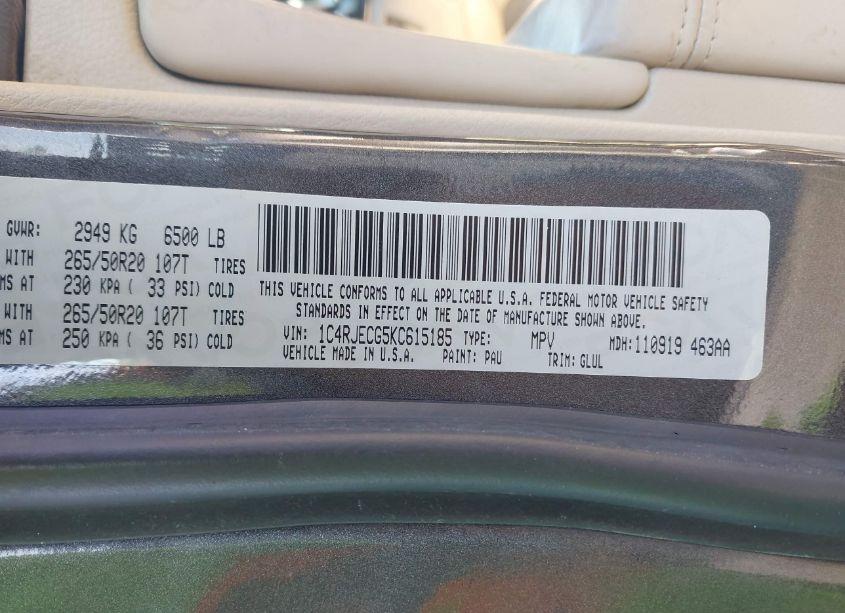 GVWR: 2949 KG 6500 LB
WITH 265/50R20 107T TIRES
MS AT 230 KPA ( 33 PSI) COLD
WITH 265/50R20 107T TIRES
MS AT 250 KPA ( 36 PSI) COLD
THIS VEHICLE CONFORMS TO ALL APPLICABLE U.S.A. FEDERAL MOTOR VEHICLE SAFETY
STANDARDS IN EFFECT ON THE DATE OF MANUFACTURE SHOWN ABOVE.
VIN: 1C4RJECG5KC615185 TYPE: MPV MDH:110919 463AA
VEHICLE MADE IN U.S.A. PAINT: PAU TRIM: GLUL